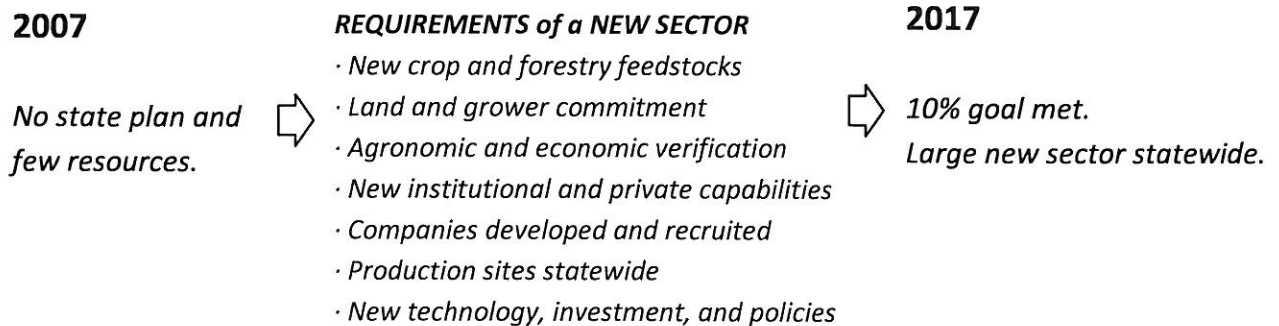 2007
No state plan and
few resources.
REQUIREMENTS of a NEW SECTOR
· New crop and forestry feedstocks
· Land and grower commitment
· Agronomic and economic verification
· New institutional and private capabilities
· Companies developed and recruited
· Production sites statewide
· New technology, investment, and policies
2017
10% goal met.
Large new sector statewide.